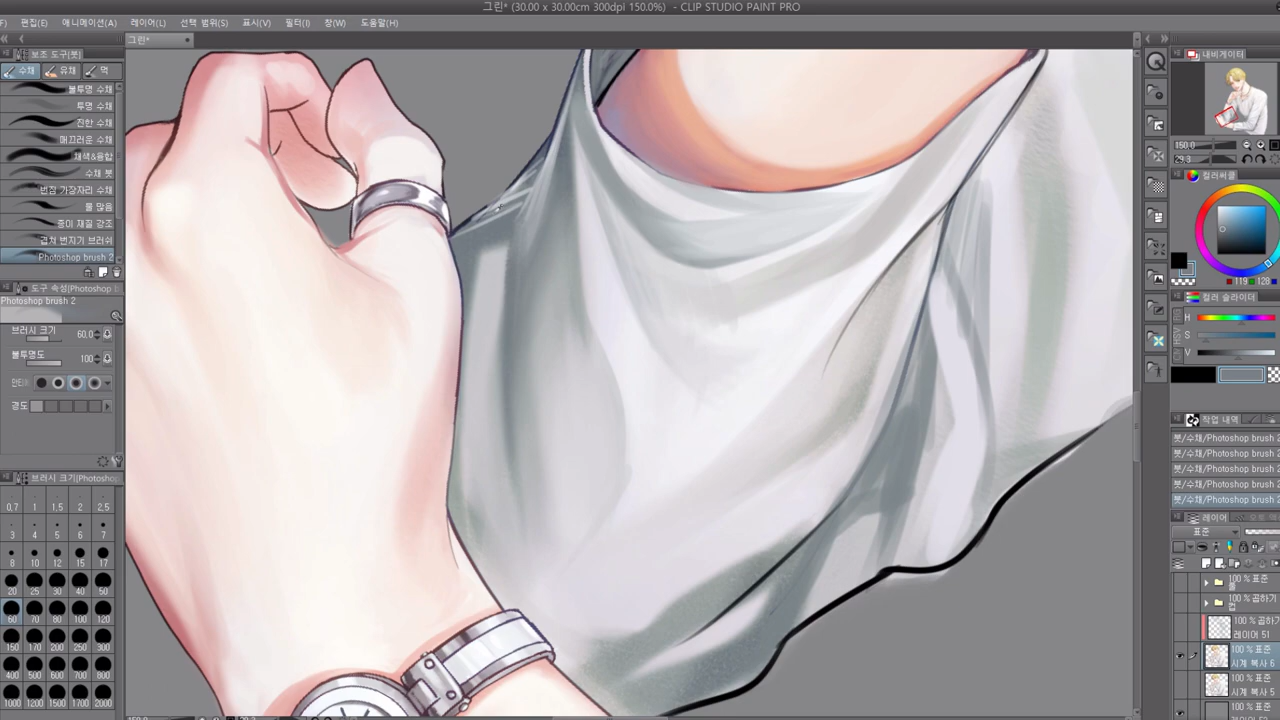 그린* (30.00 x 30.00cm 300dpi 150.0%) - CLIP STUDIO PAINT PRO
F) 편집(E) 애니메이션(A) 레이어(L) 선택 범위(S) 표시(V) 필터(I) 창(W) 도움말(H)
그린*
보조 도구(붓)
수채 유채 먹
불투명 수채
투명 수채
진한 수채
매끄러운 수채
채색&융합
수채 붓
번짐 가장자리 수채
물 많음
종이 재질 강조
겹쳐 번지기 브러쉬
Photoshop brush 2
도구 속성(Photoshop b
Photoshop brush 2
브러시 크기 60.0
불투명도 100
안티
경도
브러시 크기(Photoshop
0.7 1 1.5 2 2.5
3 4 5 6 7
8 10 12 15 17
20 25 30 40 50
60 70 80 100 120
150 170 200 250 300
400 500 600 700 800
1000 1200 1500 1700 2000
내비게이터
150.0
29.3
컬러써클
119 128
컬러 슬라이더
H
S
V
HSV
작업 내역
붓/수채/Photoshop brush 2
붓/수채/Photoshop brush 2
붓/수채/Photoshop brush 2
붓/수채/Photoshop brush 2
붓/수채/Photoshop brush 2
레이어
표준
100 % 표준
100 % 곱하기
100 % 곱하기
레이어 51
100 % 표준
시계 복사 6
100 % 표준
시계 복사 5
100 % 표준